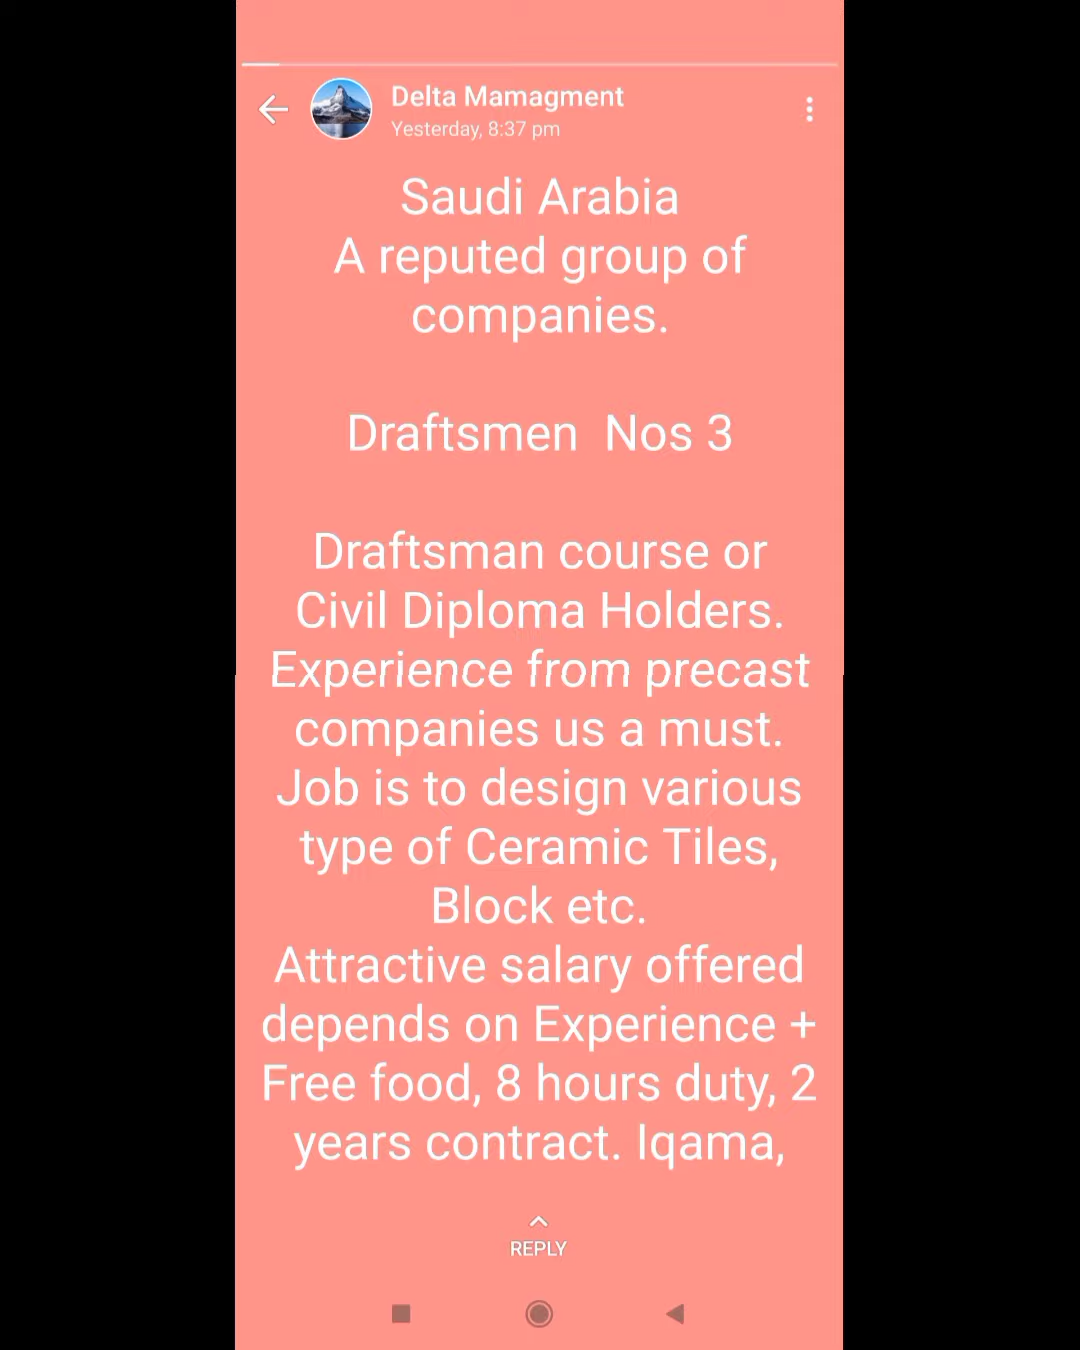 Delta Mamagment
Yesterday, 8:37 pm
Saudi Arabia
A reputed group of
companies.
Draftsmen  Nos 3
Draftsman course or
Civil Diploma Holders.
Experience from precast
companies us a must.
Job is to design various
type of Ceramic Tiles,
Block etc.
Attractive salary offered
depends on Experience +
Free food, 8 hours duty, 2
years contract. Iqama,
REPLY